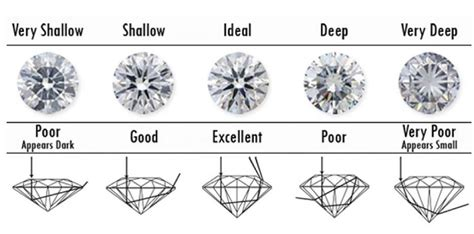 Very Shallow Shallow Ideal Deep Very Deep
Poor Good Excellent Poor Very Poor
Appears Dark Appears Small